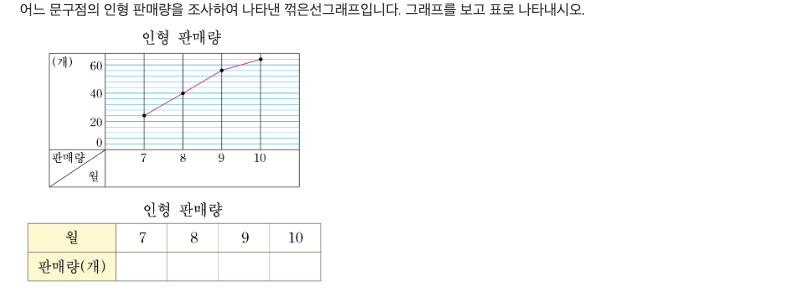 어느 문구점의 인형 판매량을 조사하여 나타낸 꺾은선그래프입니다. 그래프를 보고 표로 나타내시오.
인형 판매량
(개)
60
40
20
0
판매량
월
7 8 9 10
인형 판매량
월 7 8 9 10
판매량(개)